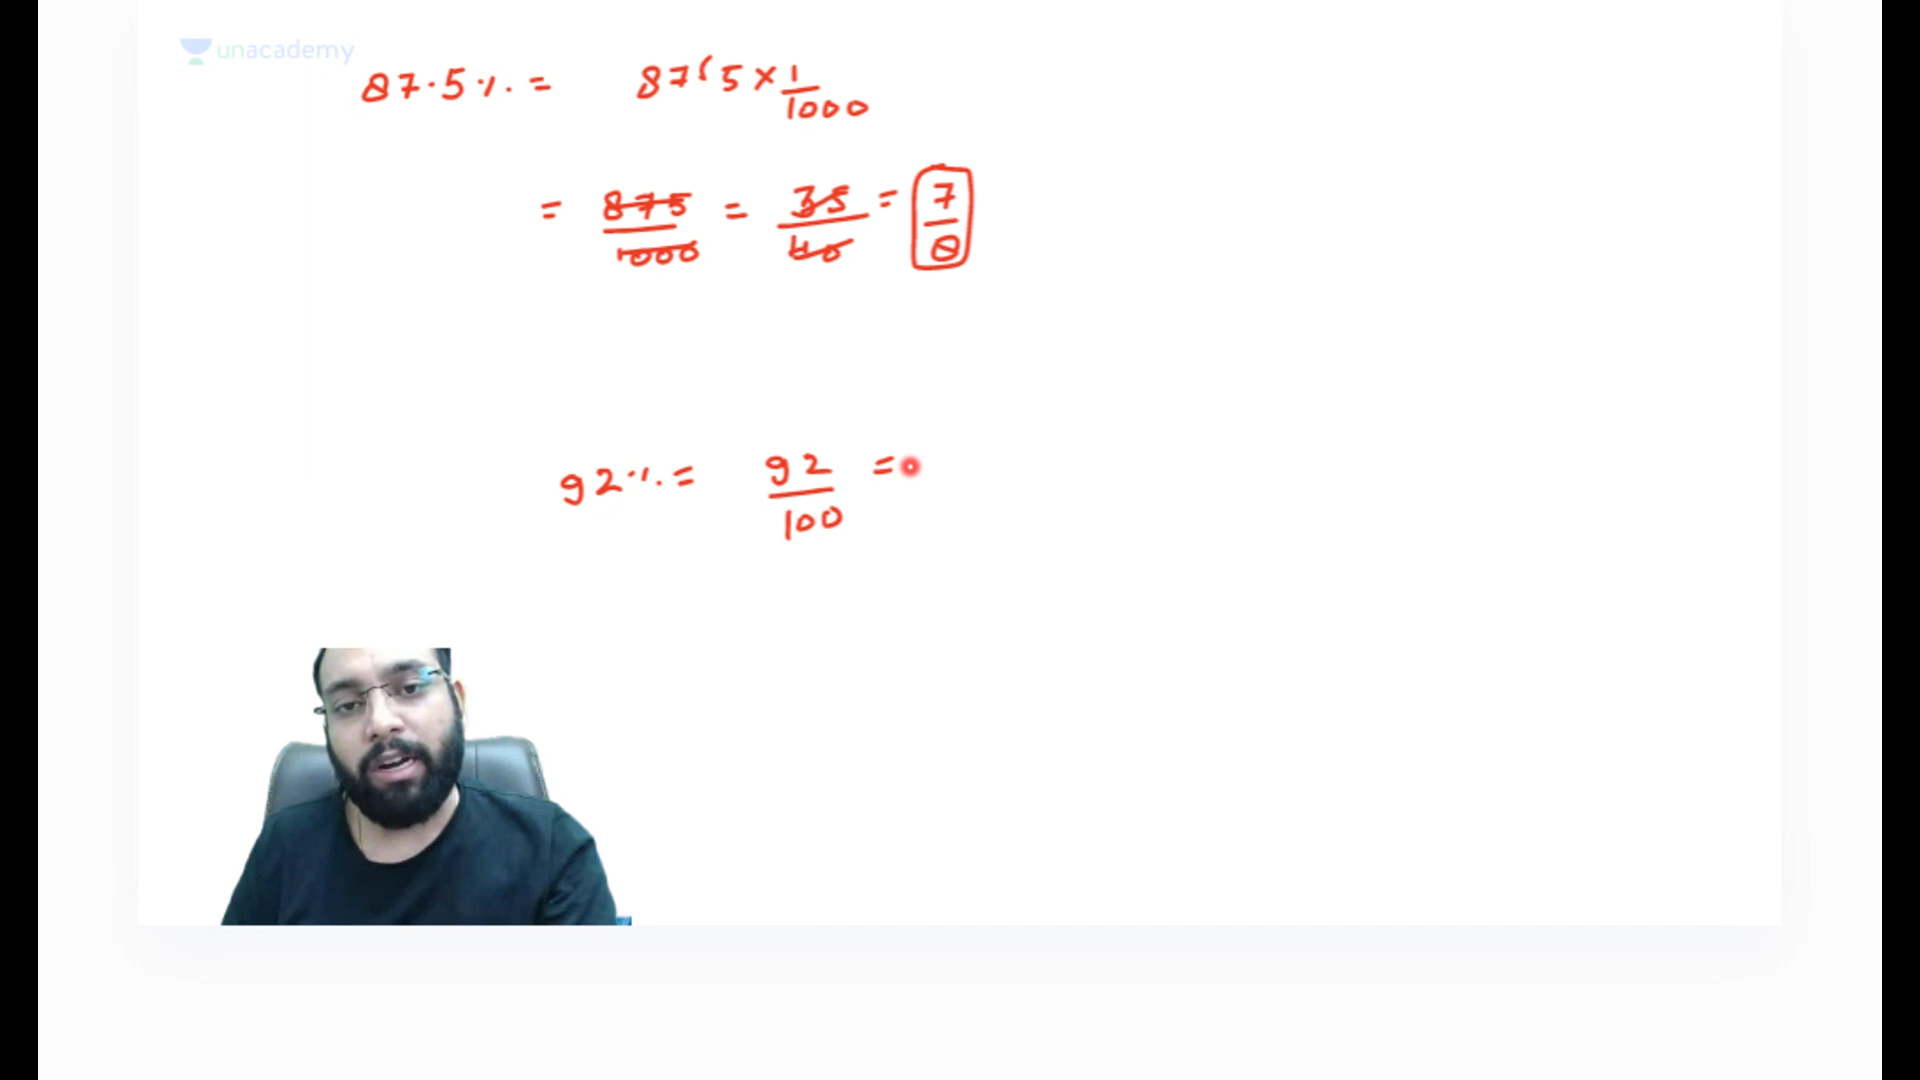 unacademy
87.5% = 87.5 × 1/1000
= 875/1000 = 35/40 = 7/8
92% = 92/100 =